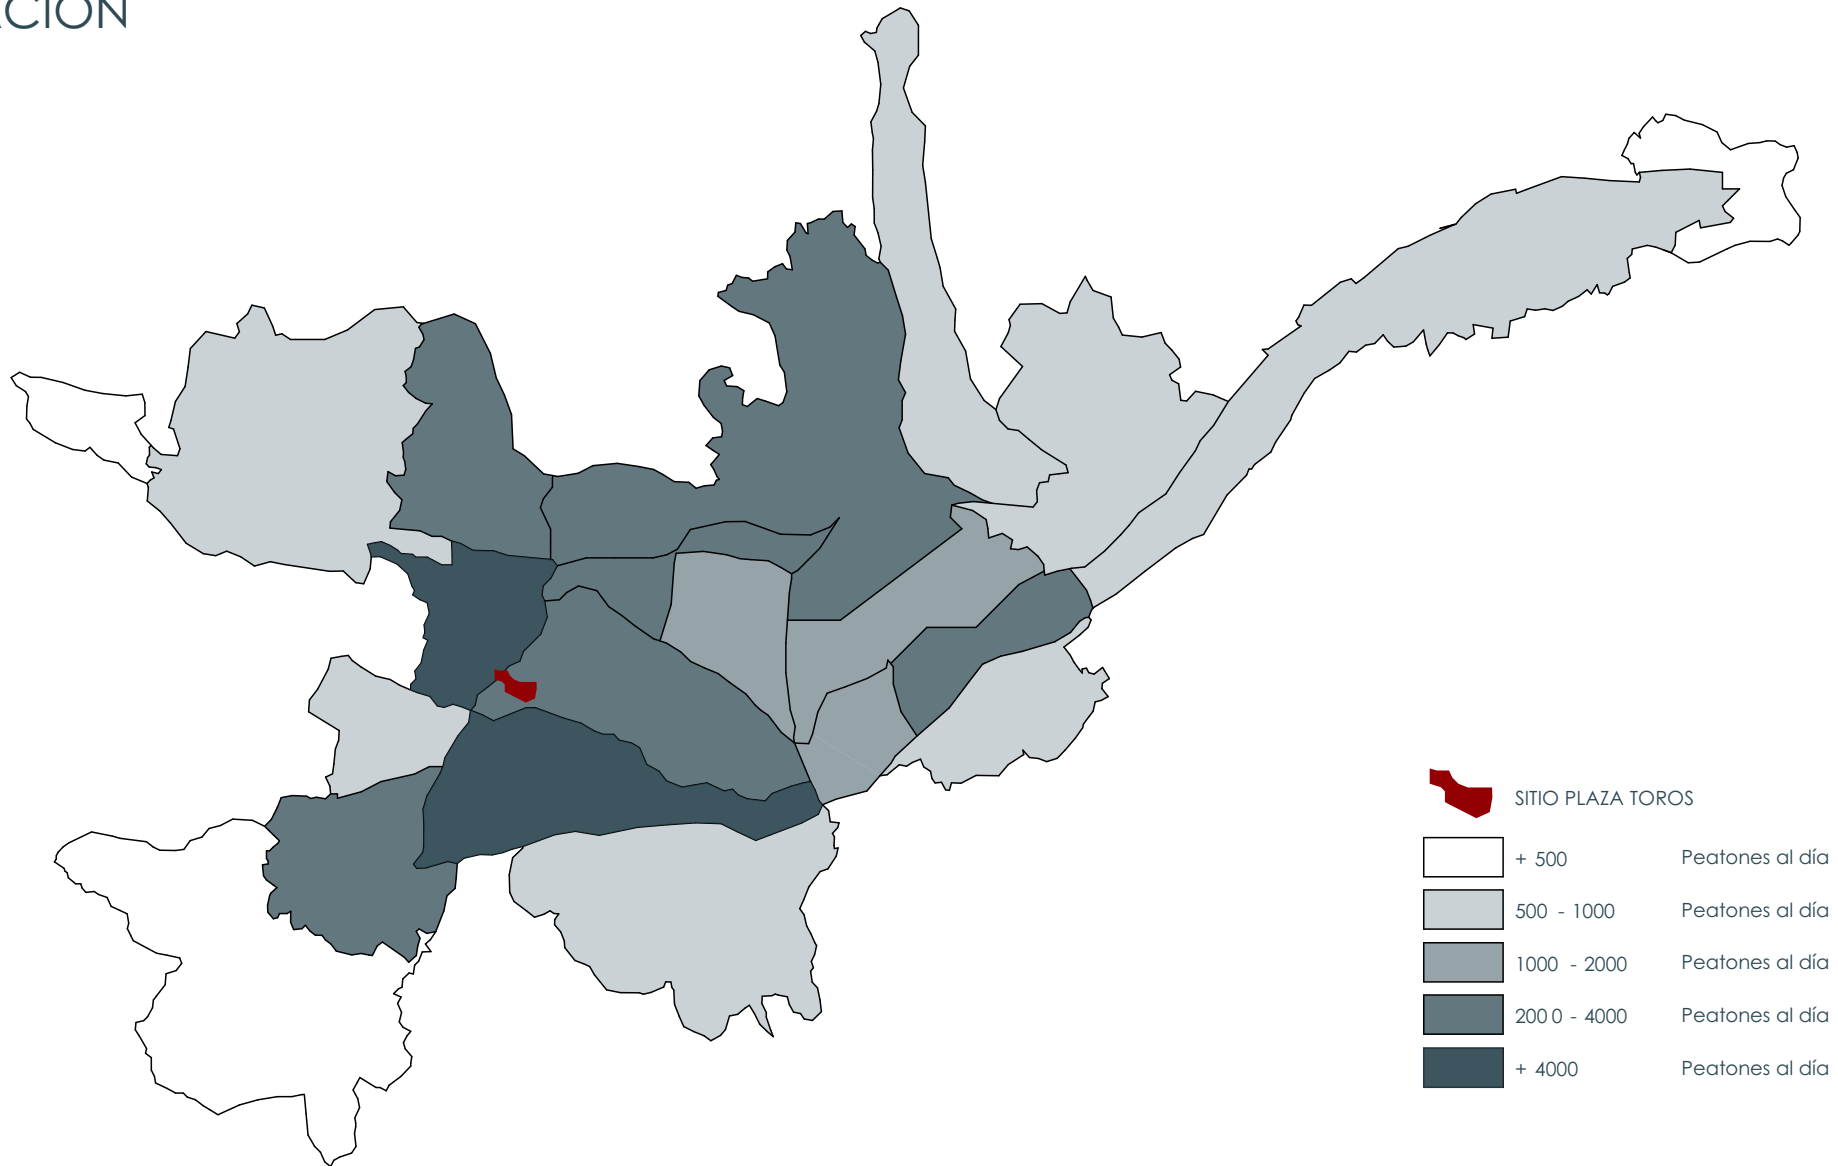 SITIO PLAZA TOROS
+ 500 Peatones al día
500 - 1000 Peatones al día
1000 - 2000 Peatones al día
200 0 - 4000 Peatones al día
+ 4000 Peatones al día